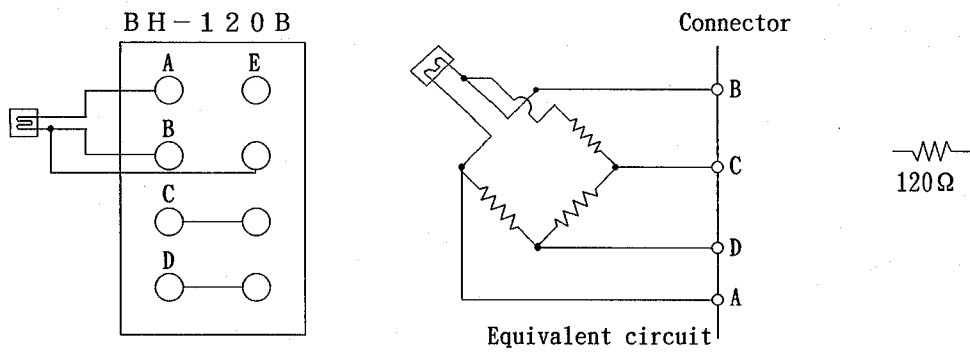 BH-120B
A E
B
C
D
Connector
B
C
D
A
120Ω
Equivalent circuit